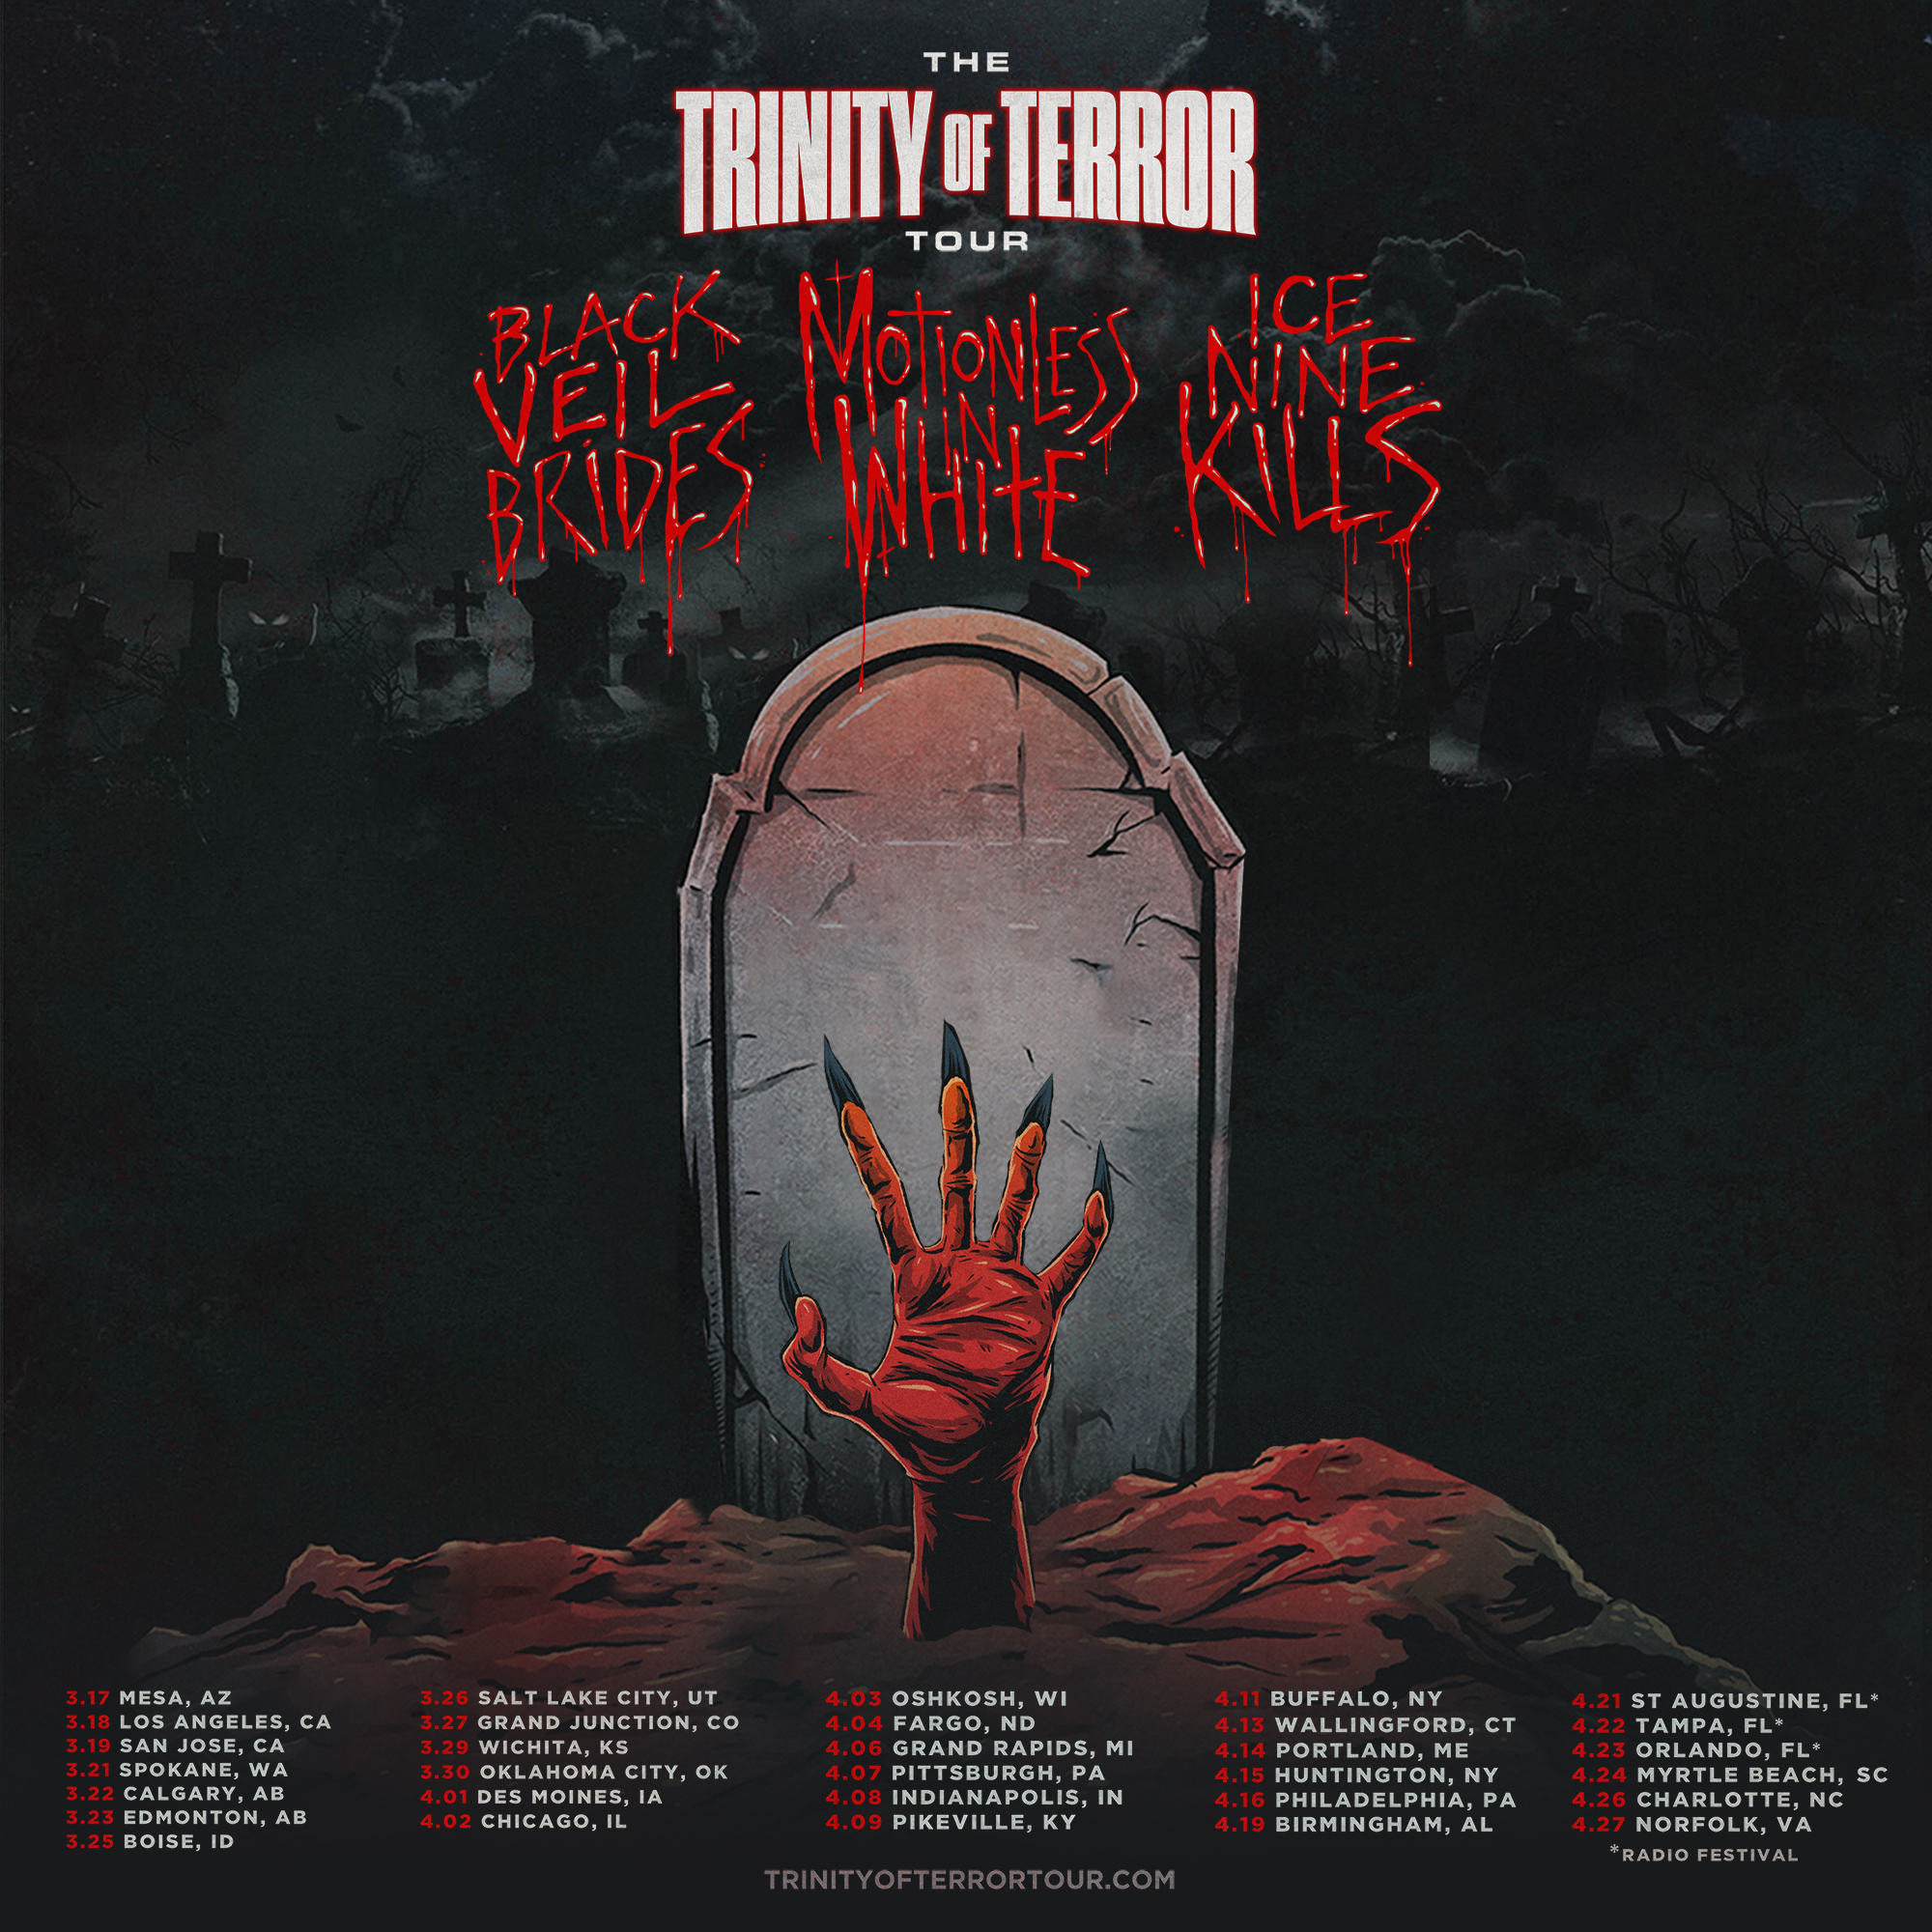 THE
TRINITY OF TERROR
TOUR
BLACK
VEIL
BRIDES
MOTIONLESS
IN
WHITE
ICE
NINE
KILLS
3.17 MESA, AZ
3.18 LOS ANGELES, CA
3.19 SAN JOSE, CA
3.21 SPOKANE, WA
3.22 CALGARY, AB
3.23 EDMONTON, AB
3.25 BOISE, ID
3.26 SALT LAKE CITY, UT
3.27 GRAND JUNCTION, CO
3.29 WICHITA, KS
3.30 OKLAHOMA CITY, OK
4.01 DES MOINES, IA
4.02 CHICAGO, IL
4.03 OSHKOSH, WI
4.04 FARGO, ND
4.06 GRAND RAPIDS, MI
4.07 PITTSBURGH, PA
4.08 INDIANAPOLIS, IN
4.09 PIKEVILLE, KY
4.11 BUFFALO, NY
4.13 WALLINGFORD, CT
4.14 PORTLAND, ME
4.15 HUNTINGTON, NY
4.16 PHILADELPHIA, PA
4.19 BIRMINGHAM, AL
4.21 ST AUGUSTINE, FL*
4.22 TAMPA, FL*
4.23 ORLANDO, FL*
4.24 MYRTLE BEACH, SC
4.26 CHARLOTTE, NC
4.27 NORFOLK, VA
*RADIO FESTIVAL
TRINITYOFTERRORTOUR.COM